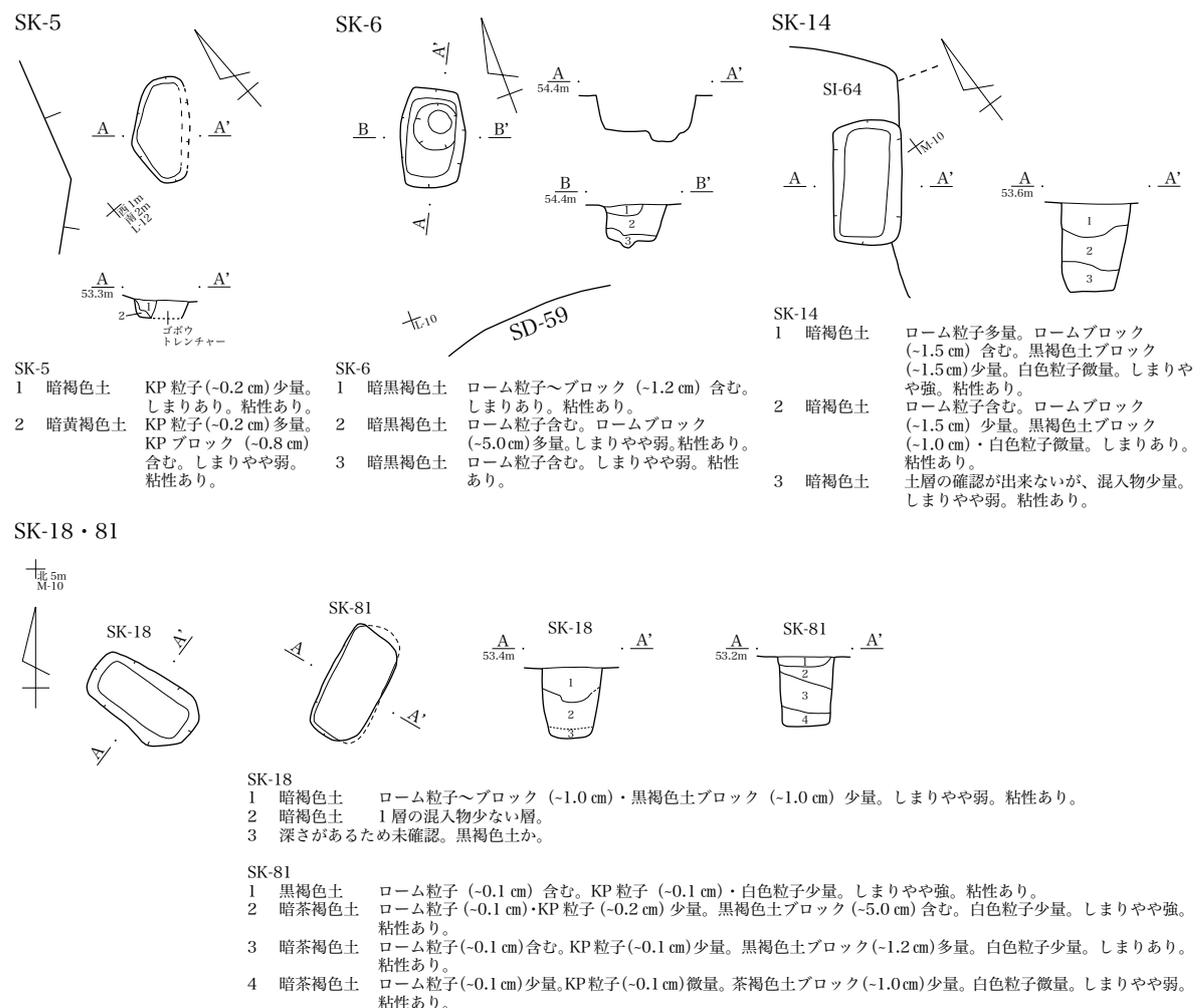 SK-5
A
A’
西 1m
南 2m
L-12
A
A’
53.3m
1
2
ゴボウ
トレンチャー
SK-5
1 暗褐色土 KP 粒子(~0.2 ㎝)少量。
しまりあり。粘性あり。
2 暗黄褐色土 KP 粒子(~0.2 ㎝)多量。
KP ブロック（~0.8 ㎝）
含む。しまりやや弱。
粘性あり。
SK-6
A’
B
B’
A
A
A’
54.4m
B
B’
54.4m
1
2
3
L-10
SD-59
SK-6
1 暗黒褐色土 ローム粒子～ブロック（~1.2 ㎝）含む。
しまりあり。粘性あり。
2 暗黒褐色土 ローム粒子含む。ロームブロック
(~5.0㎝)多量。しまりやや弱。粘性あり。
3 暗黒褐色土 ローム粒子含む。しまりやや弱。粘性
あり。
SK-14
SI-64
M-10
A
A’
A
A’
53.6m
1
2
3
SK-14
1 暗褐色土 ローム粒子多量。ロームブロック
(~1.5 ㎝）含む。黒褐色土ブロック
(~1.5㎝)少量。白色粒子微量。しまりや
や強。粘性あり。
2 暗褐色土 ローム粒子含む。ロームブロック
(~1.5 ㎝）少量。黒褐色土ブロック
(~1.0 ㎝）・白色粒子微量。しまりあり。
粘性あり。
3 暗褐色土 土層の確認が出来ないが、混入物少量。
しまりやや弱。粘性あり。
SK-18・81
北 5m
M-10
SK-18
A’
A
SK-81
A
A’
SK-18
A
A’
53.4m
1
2
3
SK-81
A
A’
53.2m
1
2
3
4
SK-18
1 暗褐色土 ローム粒子～ブロック（~1.0 ㎝）・黒褐色土ブロック（~1.0 ㎝）少量。しまりやや弱。粘性あり。
2 暗褐色土 1 層の混入物少ない層。
3 深さがあるため未確認。黒褐色土か。
SK-81
1 黒褐色土 ローム粒子（~0.1 ㎝）含む。KP 粒子（~0.1 ㎝）・白色粒子少量。しまりやや強。粘性あり。
2 暗茶褐色土 ローム粒子 (~0.1 ㎝)・KP 粒子 (~0.2 ㎝) 少量。黒褐色土ブロック (~5.0 ㎝) 含む。白色粒子少量。しまりやや強。
粘性あり。
3 暗茶褐色土 ローム粒子(~0.1 ㎝)含む。KP 粒子(~0.1 ㎝)少量。黒褐色土ブロック(~1.2 ㎝)多量。白色粒子少量。しまりあり。
粘性あり。
4 暗茶褐色土 ローム粒子(~0.1 ㎝)少量。KP 粒子(~0.1 ㎝)微量。茶褐色土ブロック(~1.0 ㎝)少量。白色粒子微量。しまりやや弱。
粘性あり。